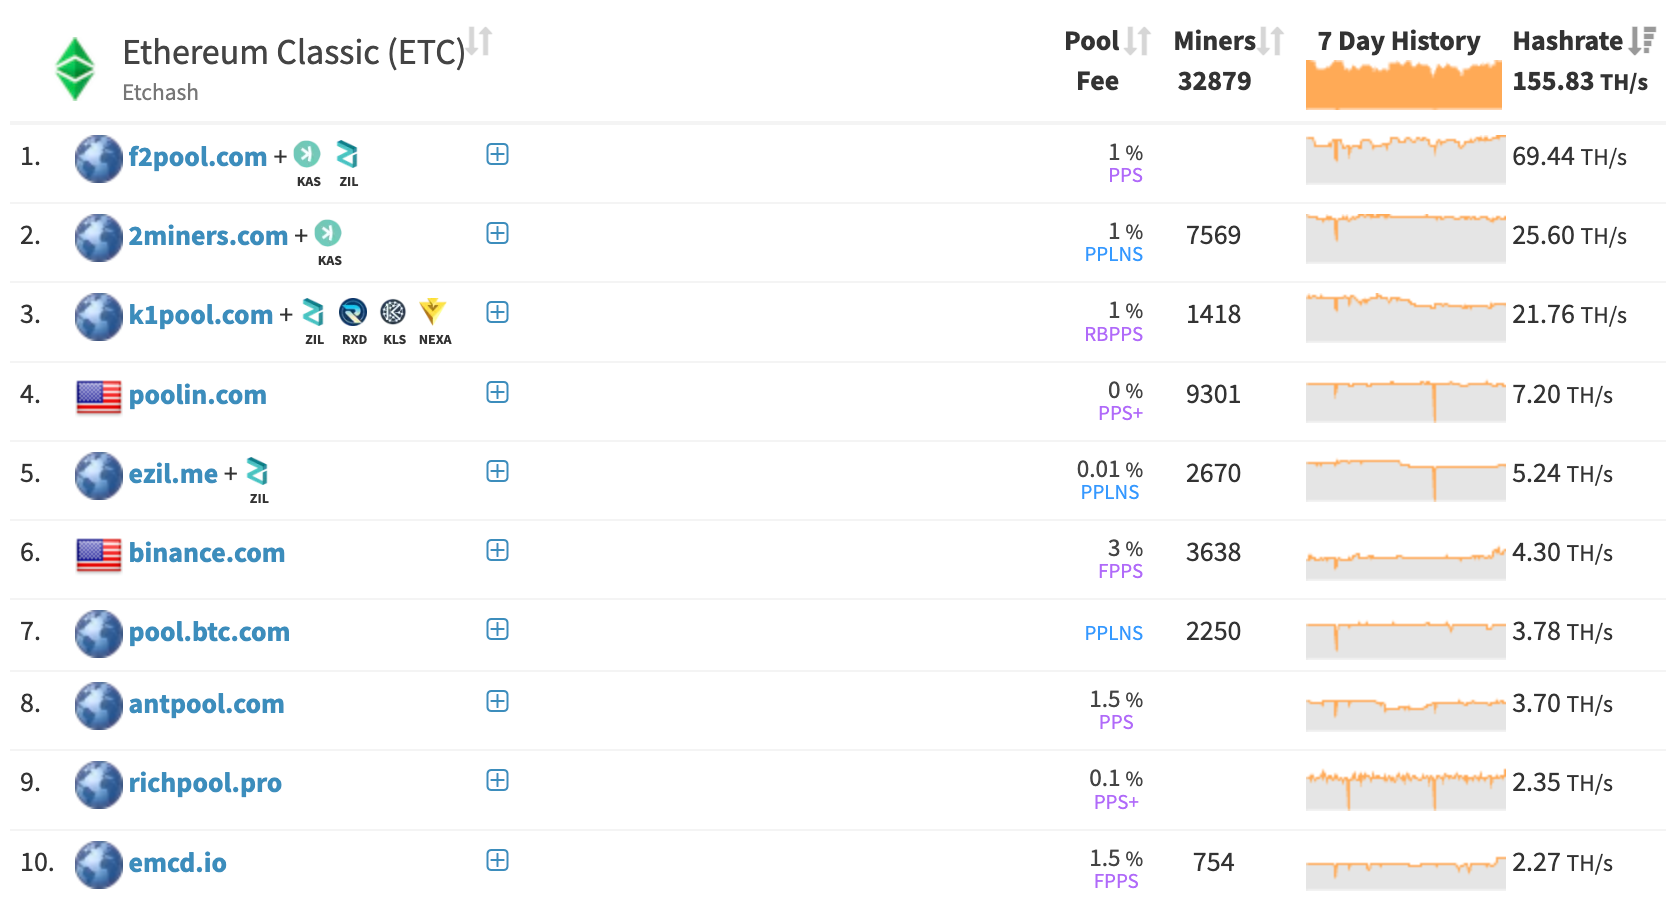 Ethereum Classic (ETC)
Etchash
Pool Fee
Miners
32879
7 Day History
Hashrate
155.83 TH/s
1.
f2pool.com +
KAS ZIL
1 %
PPS
69.44 TH/s
2.
2miners.com +
KAS
1 %
PPLNS
7569
25.60 TH/s
3.
k1pool.com +
ZIL RXD KLS NEXA
1 %
RBPPS
1418
21.76 TH/s
4.
poolin.com
0 %
PPS+
9301
7.20 TH/s
5.
ezil.me +
ZIL
0.01 %
PPLNS
2670
5.24 TH/s
6.
binance.com
3 %
FPPS
3638
4.30 TH/s
7.
pool.btc.com
PPLNS
2250
3.78 TH/s
8.
antpool.com
1.5 %
PPS
3.70 TH/s
9.
richpool.pro
0.1 %
PPS+
2.35 TH/s
10.
emcd.io
1.5 %
FPPS
754
2.27 TH/s